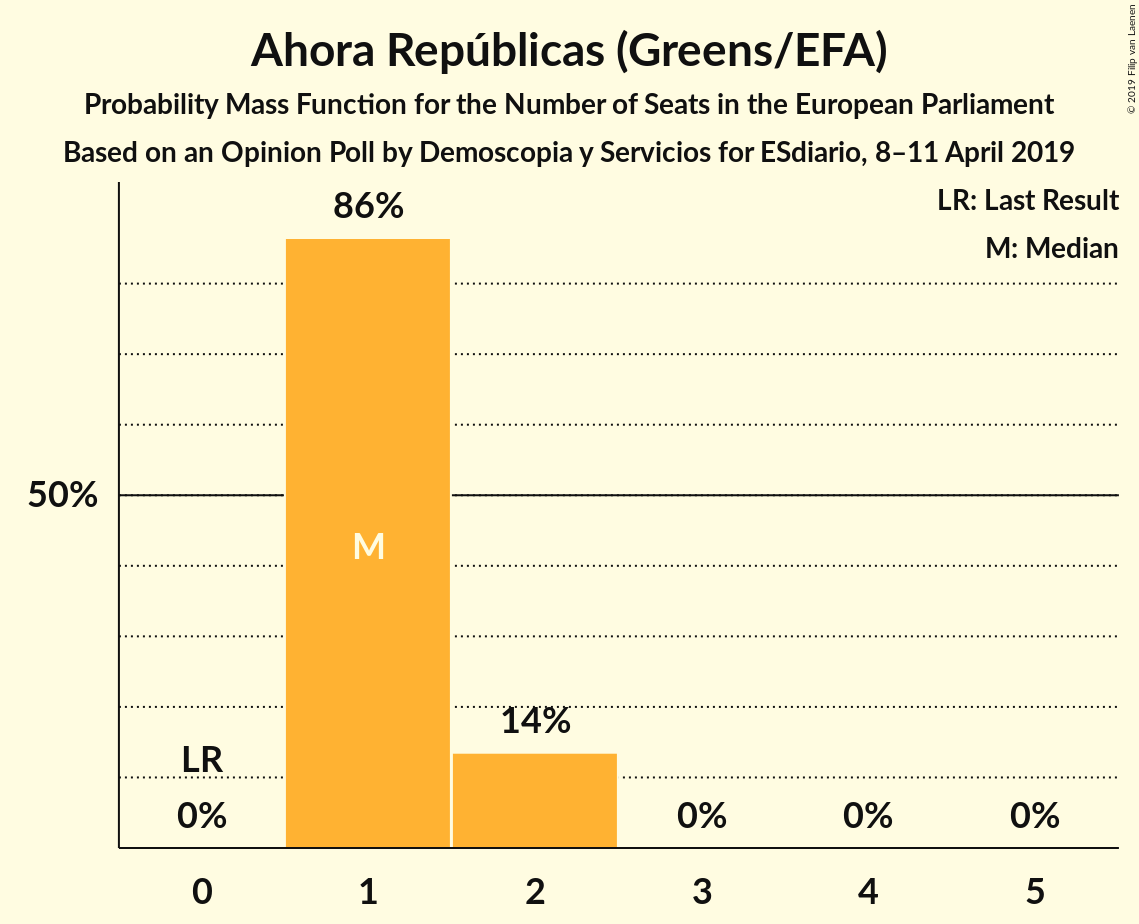 Ahora Repúblicas (Greens/EFA)
Probability Mass Function for the Number of Seats in the European Parliament
Based on an Opinion Poll by Demoscopia y Servicios for ESdiario, 8–11 April 2019
© 2019 Filip van Laenen
LR: Last Result
M: Median
86%
50%
M
14%
LR
0%
0%
0%
0%
0
1
2
3
4
5